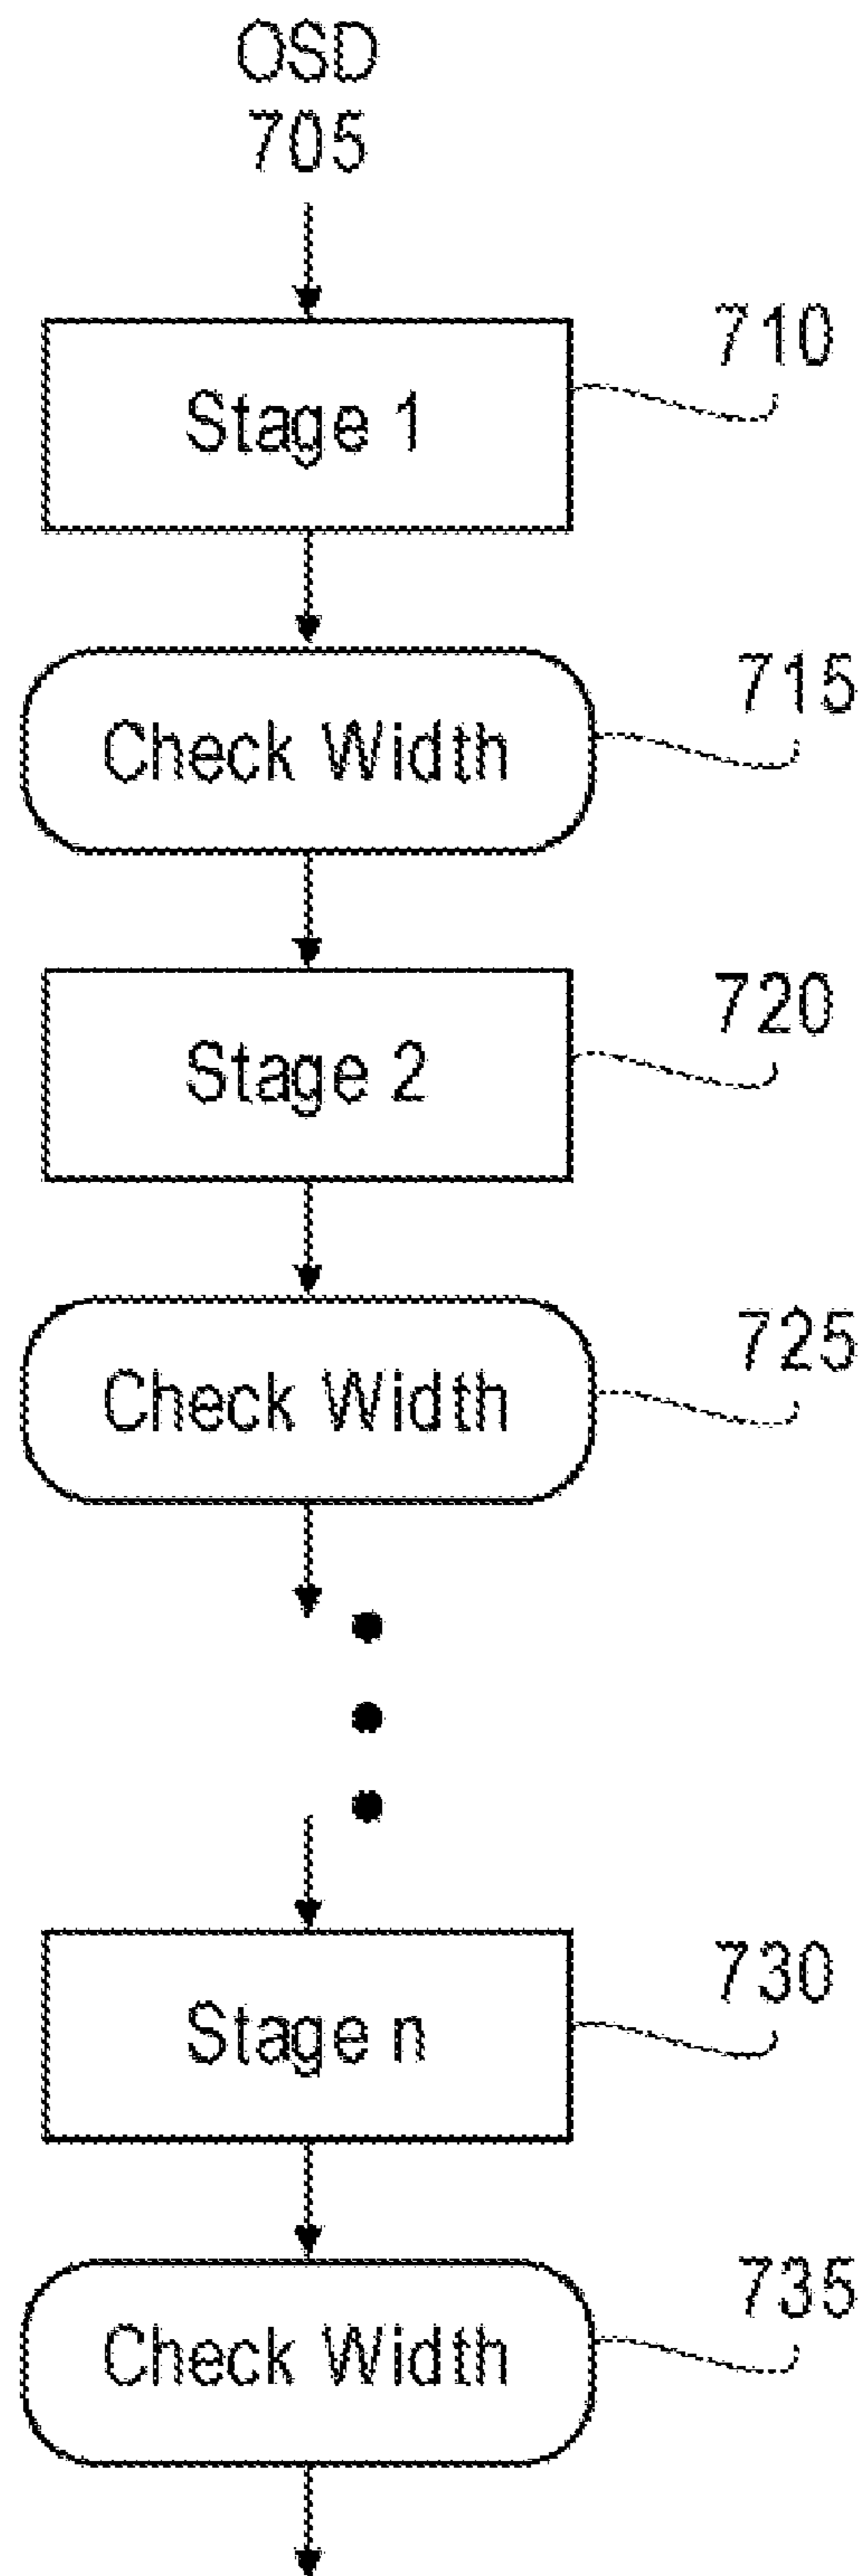 OSD
705
Stage 1
710
Check Width
715
Stage 2
720
Check Width
725
Stage n
730
Check Width
735